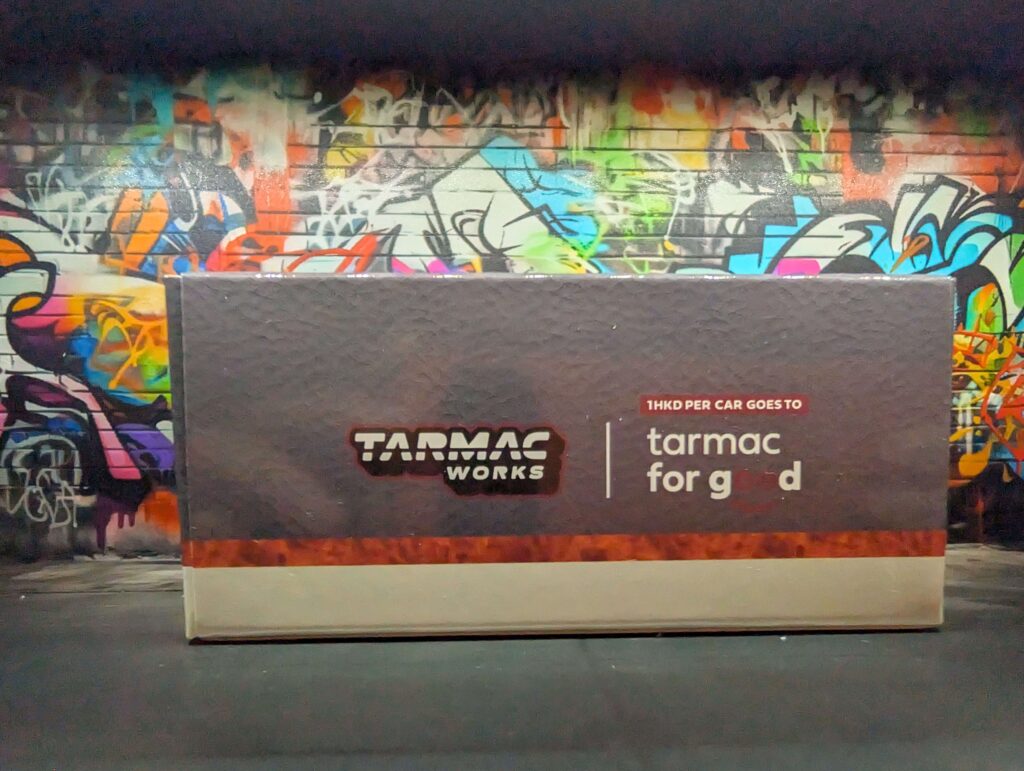 TARMAC
WORKS
1HKD PER CAR GOES TO
tarmac
for good